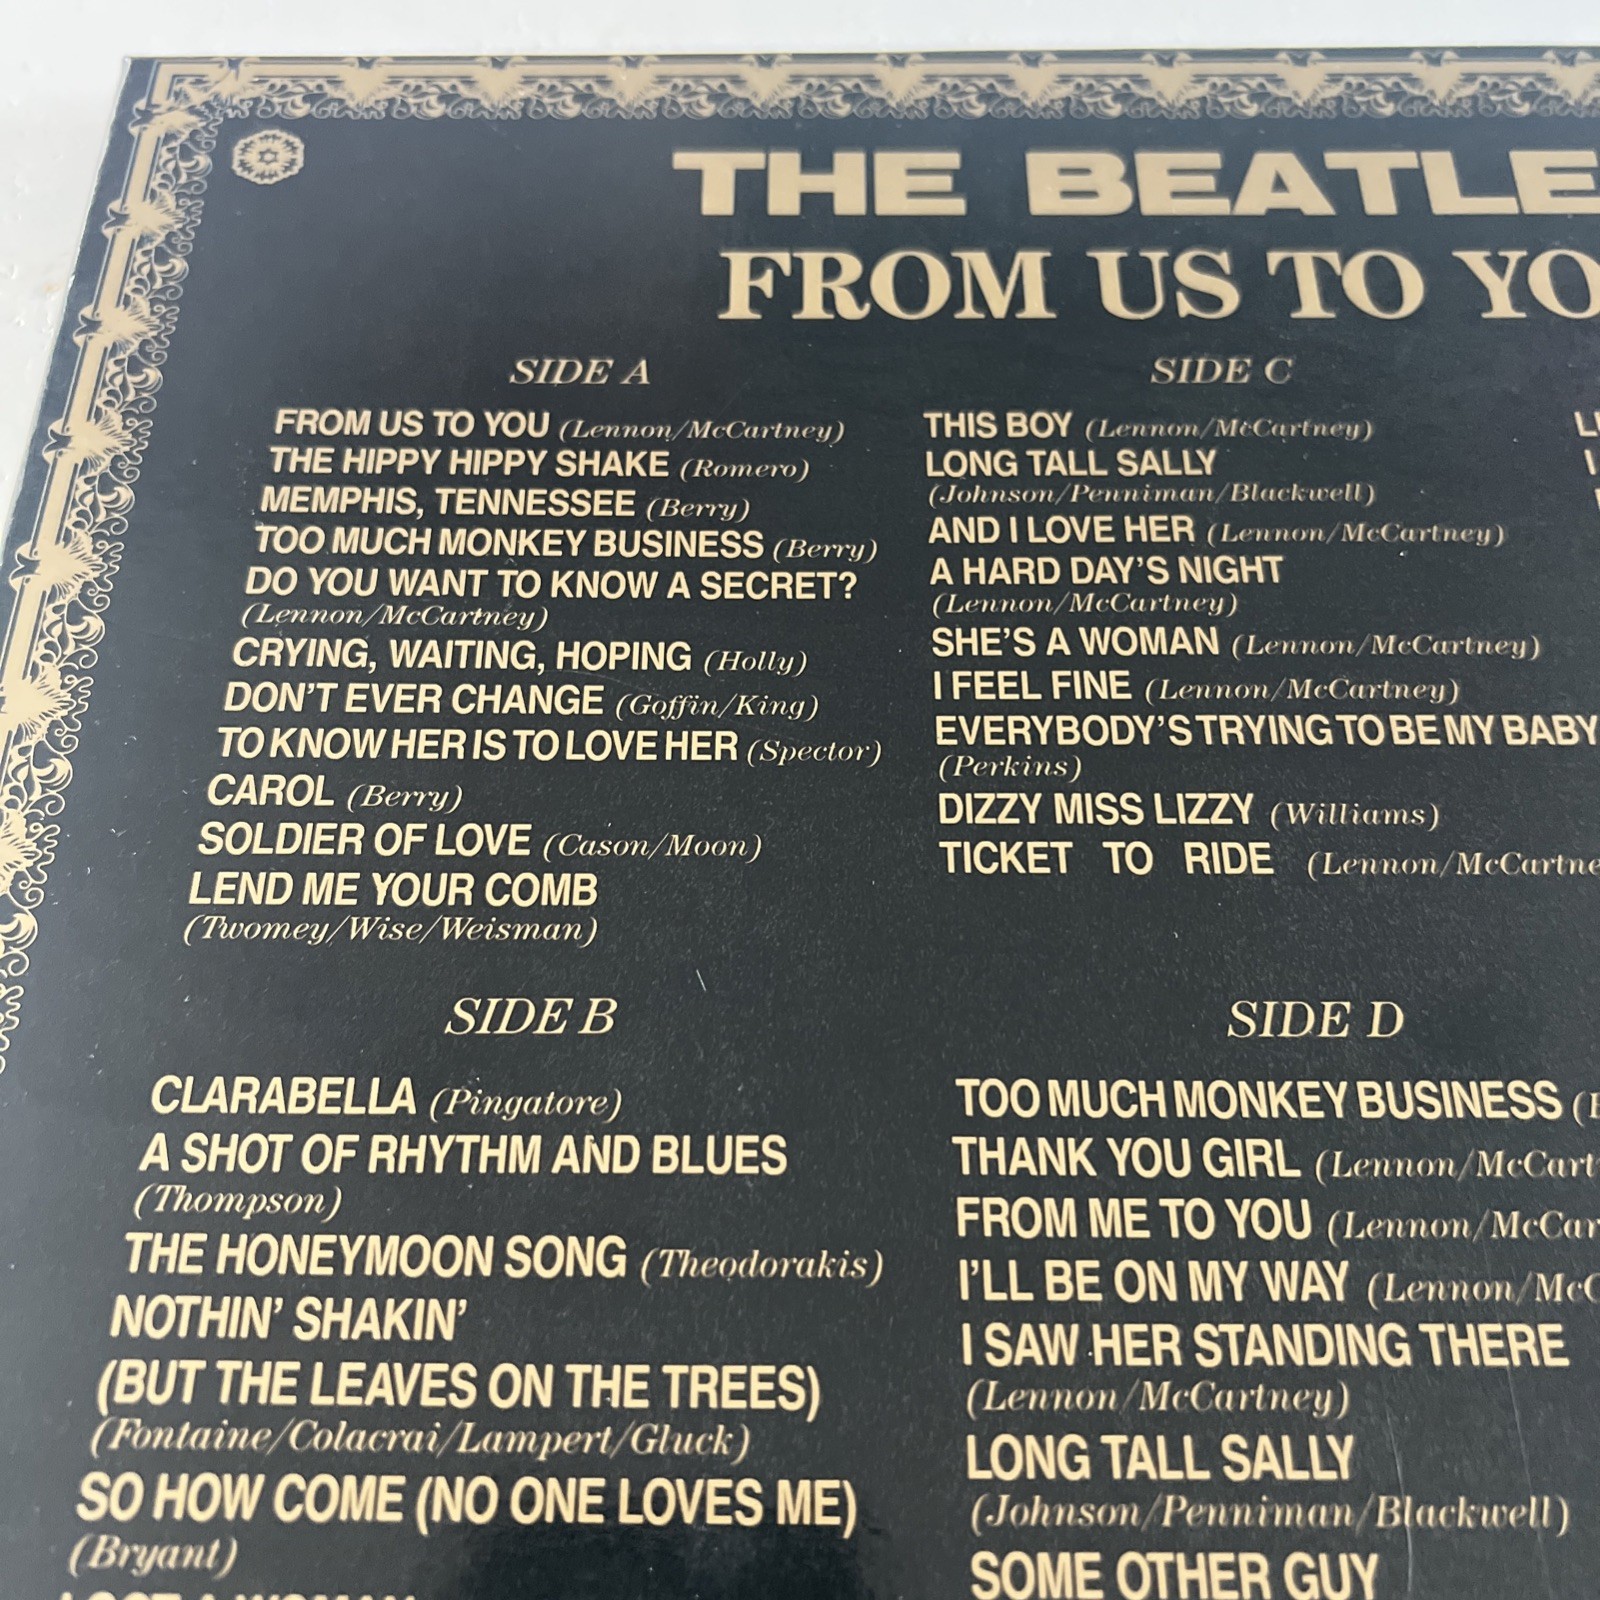 THE BEATLE
FROM US TO YO
SIDE A
FROM US TO YOU (Lennon/McCartney)
THE HIPPY HIPPY SHAKE (Romero)
MEMPHIS, TENNESSEE (Berry)
TOO MUCH MONKEY BUSINESS (Berry)
DO YOU WANT TO KNOW A SECRET?
(Lennon/McCartney)
CRYING, WAITING, HOPING (Holly)
DON'T EVER CHANGE (Goffin/King)
TO KNOW HER IS TO LOVE HER (Spector)
CAROL (Berry)
SOLDIER OF LOVE (Cason/Moon)
LEND ME YOUR COMB
(Twomey/Wise/Weisman)
SIDE B
CLARABELLA (Pingatore)
A SHOT OF RHYTHM AND BLUES
(Thompson)
THE HONEYMOON SONG (Theodorakis)
NOTHIN' SHAKIN'
(BUT THE LEAVES ON THE TREES)
(Fontaine/Colacrai/Lampert/Gluck)
SO HOW COME (NO ONE LOVES ME)
(Bryant)
SIDE C
THIS BOY (Lennon/McCartney)
LONG TALL SALLY
(Johnson/Penniman/Blackwell)
AND I LOVE HER (Lennon/McCartney)
A HARD DAY'S NIGHT
(Lennon/McCartney)
SHE'S A WOMAN (Lennon/McCartney)
I FEEL FINE (Lennon/McCartney)
EVERYBODY'S TRYING TO BE MY BABY
(Perkins)
DIZZY MISS LIZZY (Williams)
TICKET TO RIDE (Lennon/McCartne
SIDE D
TOO MUCH MONKEY BUSINESS (
THANK YOU GIRL (Lennon/McCart
FROM ME TO YOU (Lennon/McCar
I'LL BE ON MY WAY (Lennon/McC
I SAW HER STANDING THERE
(Lennon/McCartney)
LONG TALL SALLY
(Johnson/Penniman/Blackwell)
SOME OTHER GUY